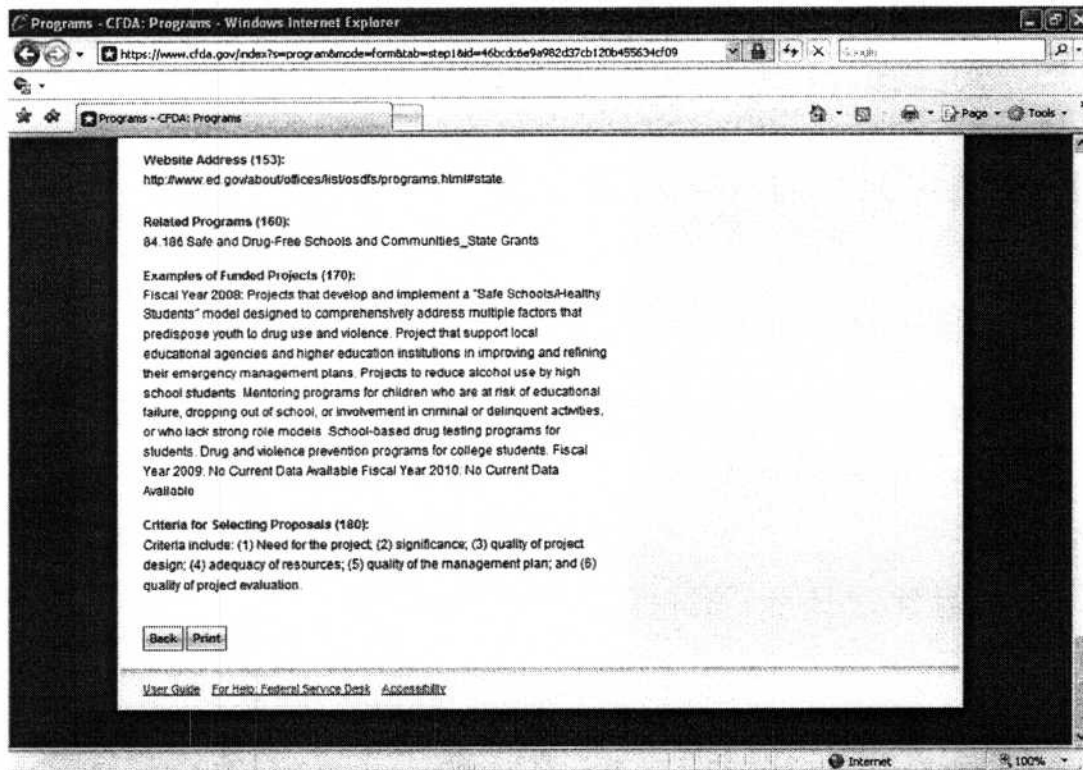 Programs - CFDA: Programs - Windows Internet Explorer
https://www.cfda.gov/index?s=program&mode=form&tab=step1&id=46bcdc6e9a982d37cb120b455634cf09
Google
Programs - CFDA: Programs
Page
Tools
Website Address (153):
http://www.ed.gov/about/offices/list/osdfs/programs.html#state.
Related Programs (160):
84.186 Safe and Drug-Free Schools and Communities_State Grants
Examples of Funded Projects (170):
Fiscal Year 2008: Projects that develop and implement a "Safe Schools/Healthy
Students" model designed to comprehensively address multiple factors that
predispose youth to drug use and violence. Project that support local
educational agencies and higher education institutions in improving and refining
their emergency management plans. Projects to reduce alcohol use by high
school students. Mentoring programs for children who are at risk of educational
failure, dropping out of school, or involvement in criminal or delinquent activities,
or who lack strong role models. School-based drug testing programs for
students. Drug and violence prevention programs for college students. Fiscal
Year 2009: No Current Data Available Fiscal Year 2010: No Current Data
Available
Criteria for Selecting Proposals (180):
Criteria include: (1) Need for the project; (2) significance; (3) quality of project
design; (4) adequacy of resources; (5) quality of the management plan; and (6)
quality of project evaluation.
Back Print
User Guide For Help: Federal Service Desk Accessibility
Internet
100%